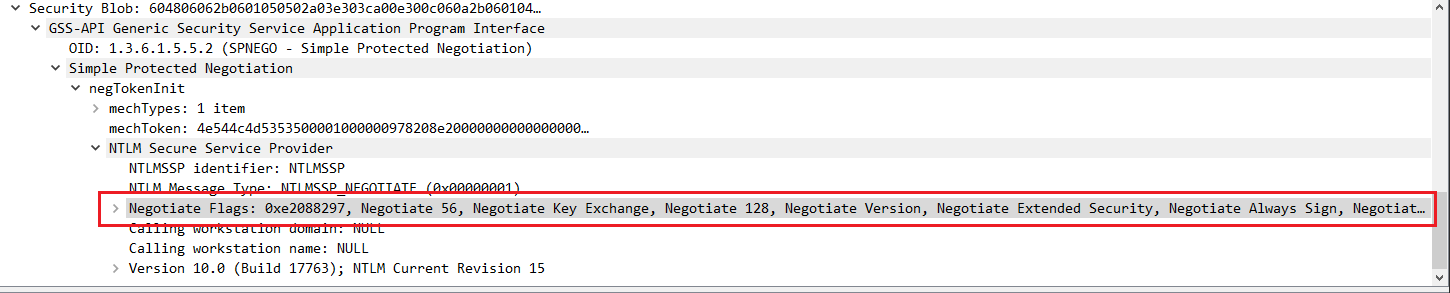 Security Blob: 604806062b0601050502a03e303ca00e300c060a2b060104…
GSS-API Generic Security Service Application Program Interface
OID: 1.3.6.1.5.5.2 (SPNEGO - Simple Protected Negotiation)
Simple Protected Negotiation
negTokenInit
mechTypes: 1 item
mechToken: 4e544c4d5353500001000000978208e20000000000000000…
NTLM Secure Service Provider
NTLMSSP identifier: NTLMSSP
NTLM Message Type: NTLMSSP_NEGOTIATE (0x00000001)
Negotiate Flags: 0xe2088297, Negotiate 56, Negotiate Key Exchange, Negotiate 128, Negotiate Version, Negotiate Extended Security, Negotiate Always Sign, Negotiat…
Calling workstation domain: NULL
Calling workstation name: NULL
Version 10.0 (Build 17763); NTLM Current Revision 15